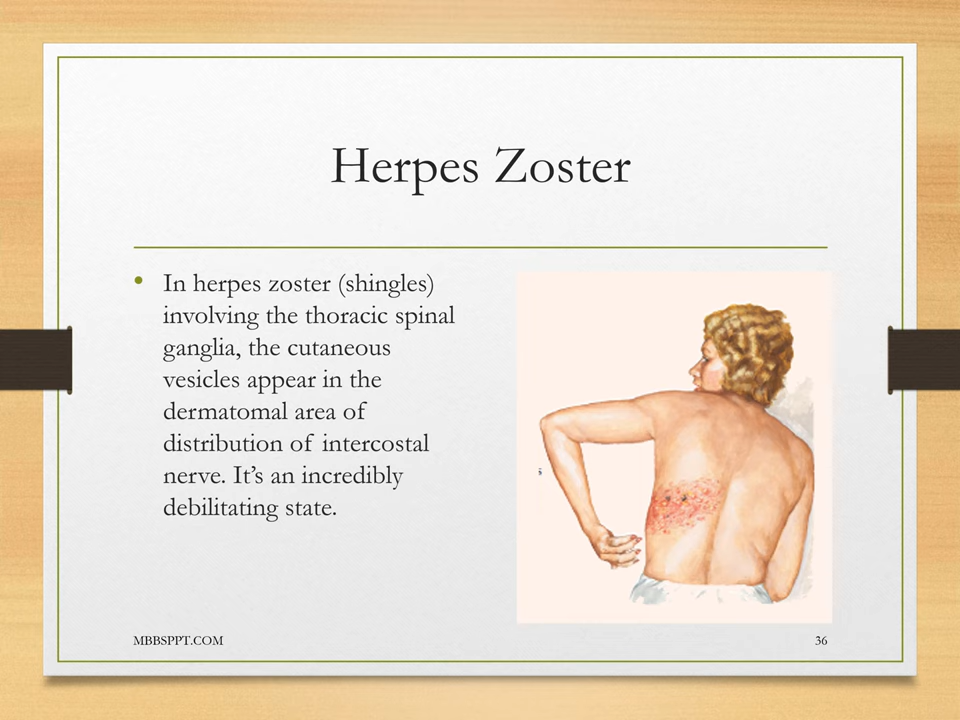 Herpes Zoster
• In herpes zoster (shingles)
involving the thoracic spinal
ganglia, the cutaneous
vesicles appear in the
dermatomal area of
distribution of intercostal
nerve. It’s an incredibly
debilitating state.
s
MBBSPPT.COM
36